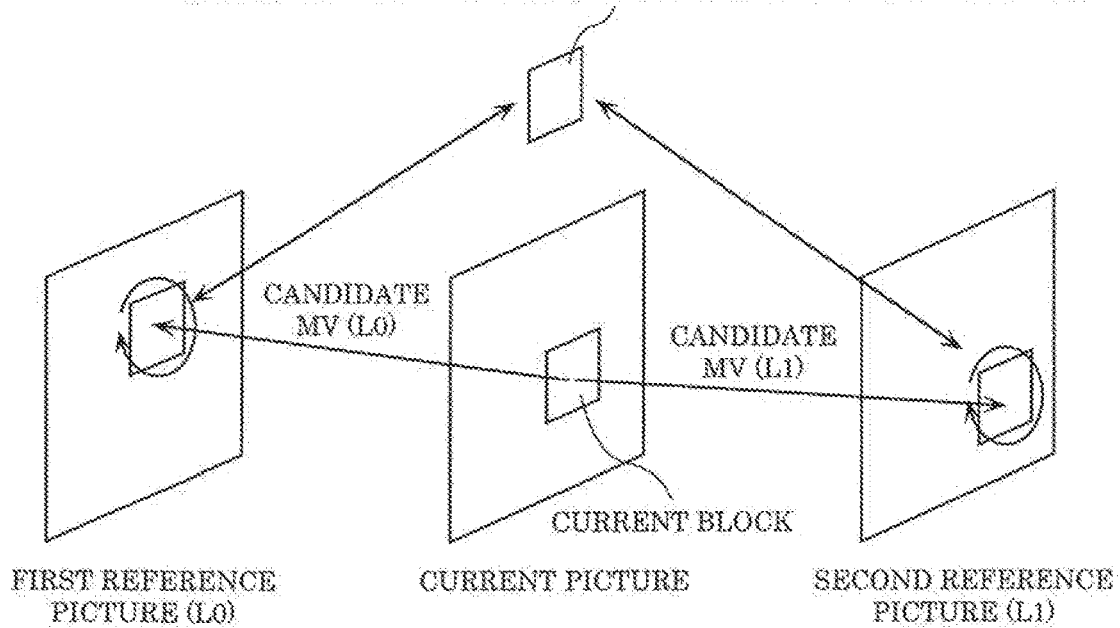 CANDIDATE
MV (L0)
CANDIDATE
MV (L1)
CURRENT BLOCK
FIRST REFERENCE
PICTURE (L0)
CURRENT PICTURE
SECOND REFERENCE
PICTURE (L1)